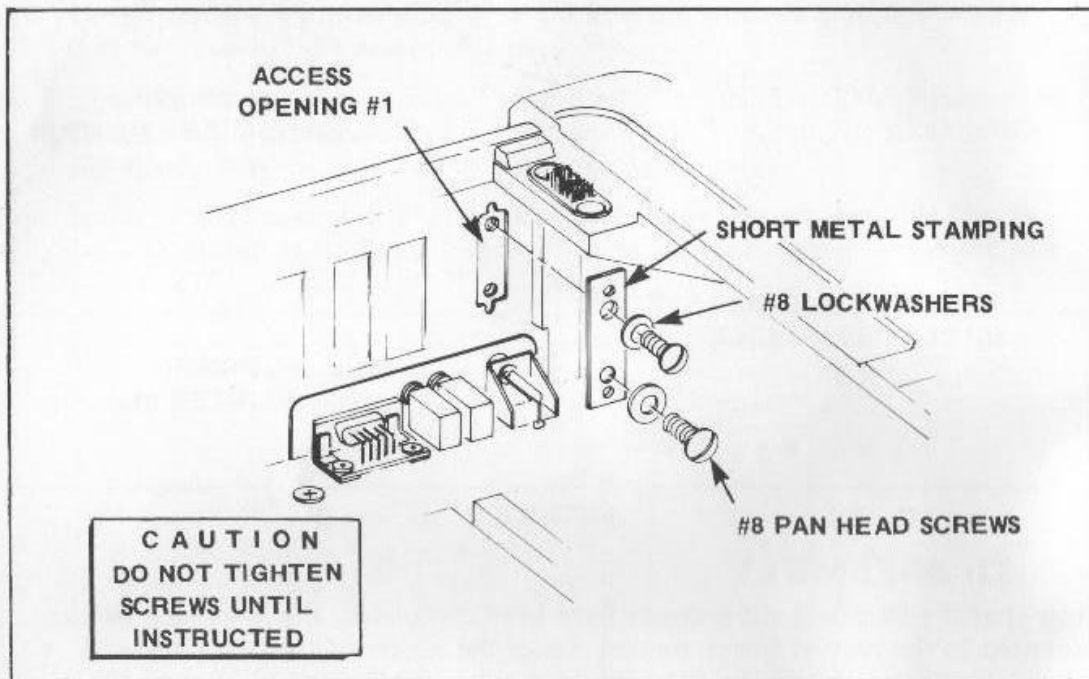 ACCESS
OPENING #1
SHORT METAL STAMPING
#8 LOCKWASHERS
#8 PAN HEAD SCREWS
CAUTION
DO NOT TIGHTEN
SCREWS UNTIL
INSTRUCTED